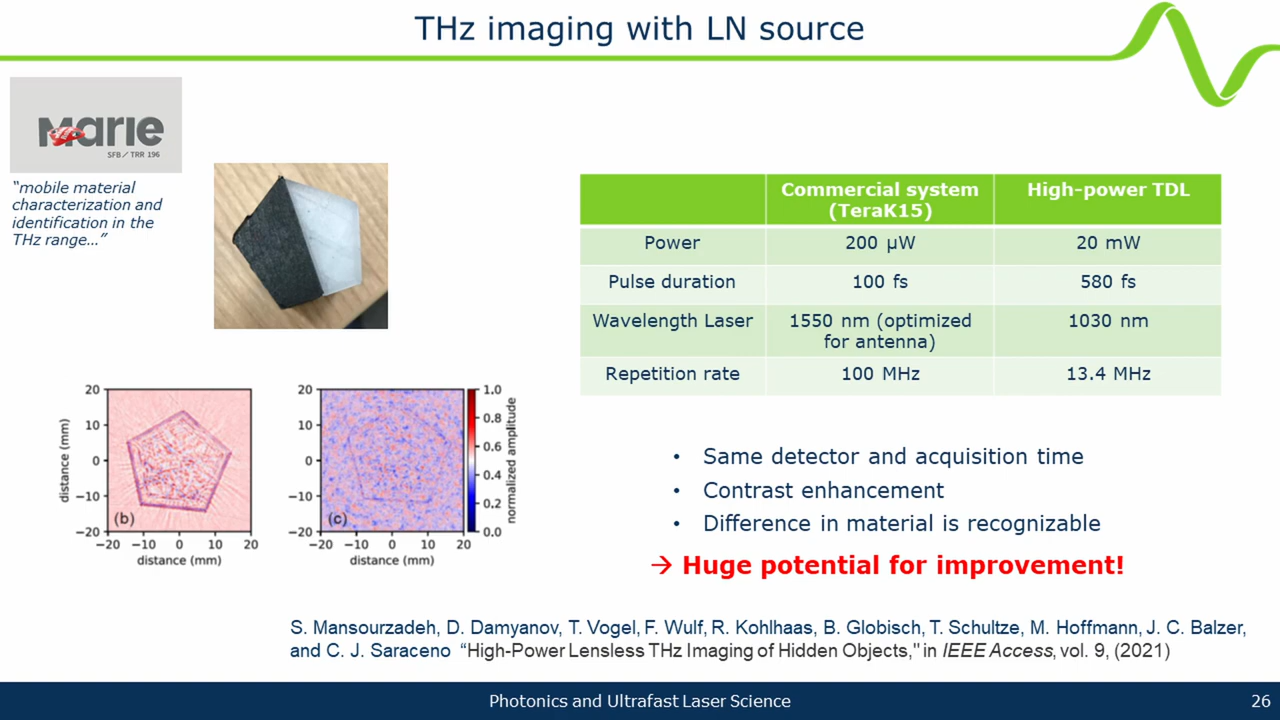 THz imaging with LN source
marie
SFB / TRR 196
“mobile material
characterization and
identification in the
THz range…”
Commercial system
(TeraK15)
High-power TDL
Power
200 µW
20 mW
Pulse duration
100 fs
580 fs
Wavelength Laser
1550 nm (optimized
for antenna)
1030 nm
Repetition rate
100 MHz
13.4 MHz
distance (mm)
20
10
0
−10
−20
(b)
−20 −10 0 10 20
distance (mm)
20
10
0
−10
−20
(c)
−20 −10 0 10 20
distance (mm)
1.0
0.8
0.6
0.4
0.2
0.0
normalized amplitude
• Same detector and acquisition time
• Contrast enhancement
• Difference in material is recognizable
→ Huge potential for improvement!
S. Mansourzadeh, D. Damyanov, T. Vogel, F. Wulf, R. Kohlhaas, B. Globisch, T. Schultze, M. Hoffmann, J. C. Balzer,
and C. J. Saraceno “High-Power Lensless THz Imaging of Hidden Objects," in IEEE Access, vol. 9, (2021)
Photonics and Ultrafast Laser Science
26